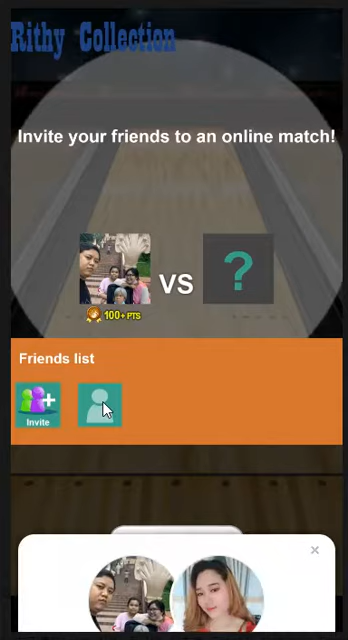 Rithy Collection
Invite your friends to an online match!
VS
?
100+ PTS
Friends list
Invite